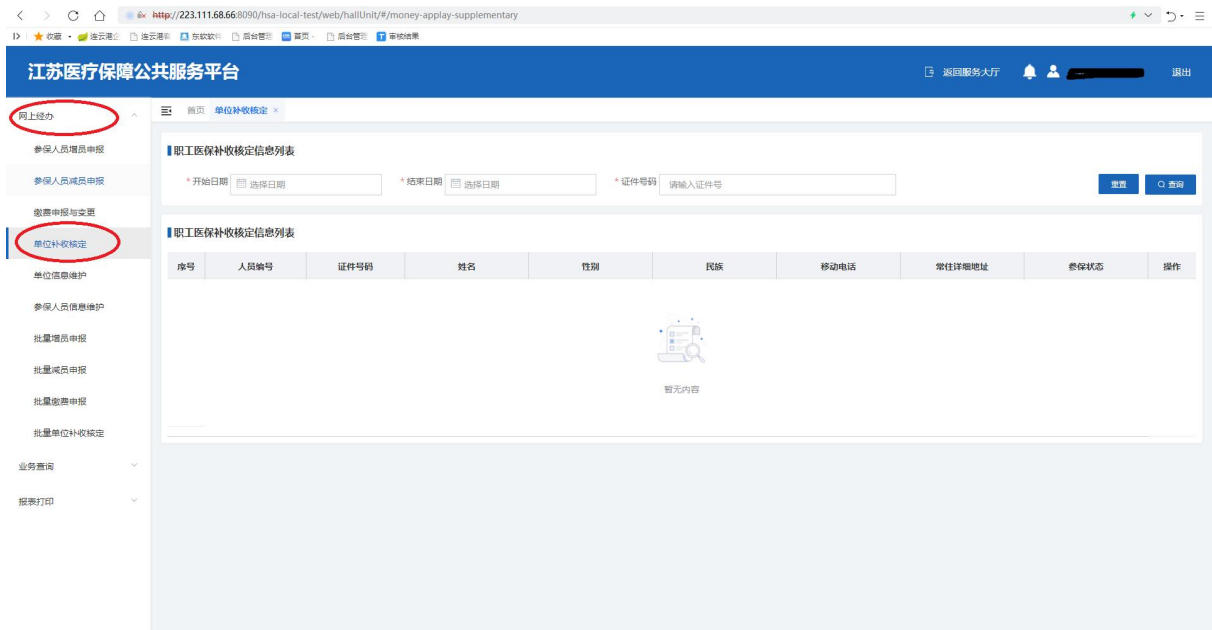 http://223.111.68.66:8090/hsa-local-test/web/hallUnit/#/money-applay-supplementary
收藏 连云港企 连云港客 东软软件 后台管理 首页 - 后台管理 审核结果
江苏医疗保障公共服务平台 返回服务大厅 退出
网上经办
参保人员增员申报
参保人员减员申报
缴费申报与变更
单位补收核定
单位信息维护
参保人员信息维护
批量增员申报
批量减员申报
批量缴费申报
批量单位补收核定
业务查询
报表打印
首页 单位补收核定 ×
职工医保补收核定信息列表
* 开始日期 选择日期 * 结束日期 选择日期 * 证件号码 请输入证件号 重置 查询
职工医保补收核定信息列表
序号 人员编号 证件号码 姓名 性别 民族 移动电话 常住详细地址 参保状态 操作
暂无内容